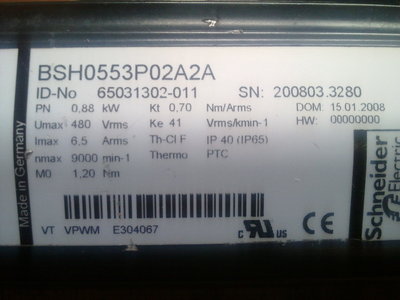 BSH0553P02A2A
ID-No 65031302-011 SN: 200803.3280
PN 0,88 kW Kt 0,70 Nm/Arms DOM: 15.01.2008
Umax 480 Vrms Ke 41 Vrms/kmin-1 HW: 00000000
Imax 6,5 Arms Th-Cl F IP 40 (IP65)
nmax 9000 min-1 Thermo PTC
M0 1,20 Nm
VT VPWM E304067
c RU US CE
Made in Germany
Schneider
Electric